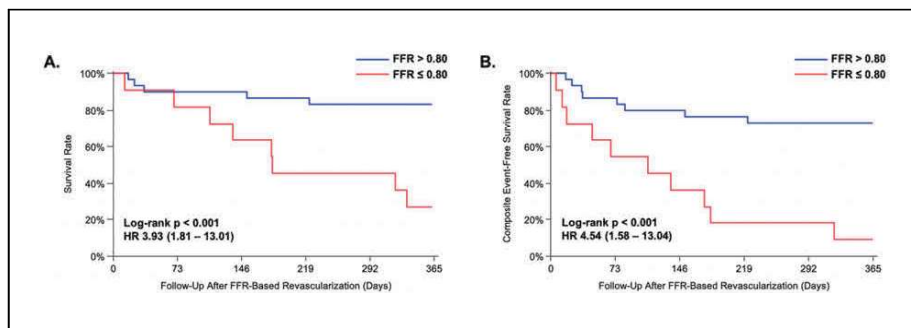 A.
FFR > 0.80
FFR ≤ 0.80
100%
80%
60%
40%
20%
0%
Survival Rate
Log-rank p < 0.001
HR 3.93 (1.81 – 13.01)
0 73 146 219 292 365
Follow-Up After FFR-Based Revascularization (Days)
B.
FFR > 0.80
FFR ≤ 0.80
100%
80%
60%
40%
20%
0%
Composite Event-Free Survival Rate
Log-rank p < 0.001
HR 4.54 (1.58 – 13.04)
0 73 146 219 292 365
Follow-Up After FFR-Based Revascularization (Days)